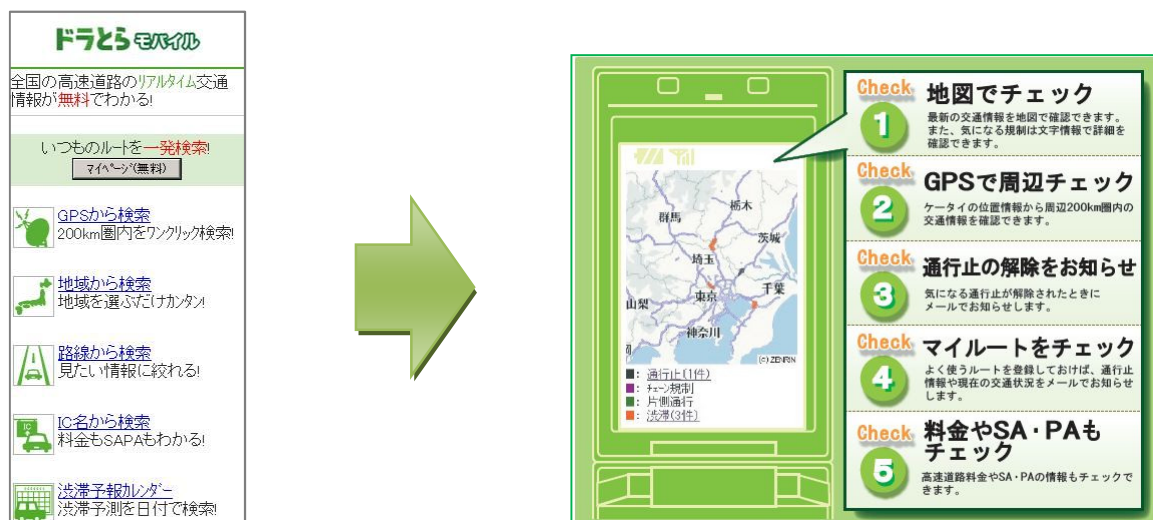 ドラとらモバイル
全国の高速道路のリアルタイム交通
情報が無料でわかる!
いつものルートを一発検索!
マイページ(無料)
GPSから検索
200km圏内をワンクリック検索!
地域から検索
地域を選ぶだけカンタン!
路線から検索
見たい情報に絞れる!
IC名から検索
料金もSAPAもわかる!
渋滞予報カレンダー
渋滞予測を日付で検索!
群馬
栃木
茨城
埼玉
東京
千葉
山梨
神奈川
(c)ZENRIN
■: 通行止(1件)
■: チェーン規制
■: 片側通行
■: 渋滞(3件)
Check
1
地図でチェック
最新の交通情報を地図で確認できます。
また、気になる規制は文字情報で詳細を
確認できます。
Check
2
GPSで周辺チェック
ケータイの位置情報から周辺200km圏内の
交通情報を確認できます。
Check
3
通行止の解除をお知らせ
気になる通行止が解除されたときに
メールでお知らせします。
Check
4
マイルートをチェック
よく使うルートを登録しておけば、通行止
情報や現在の交通状況をメールでお知らせ
します。
Check
5
料金やSA・PAも
チェック
高速道路料金やSA・PAの情報もチェックで
きます。